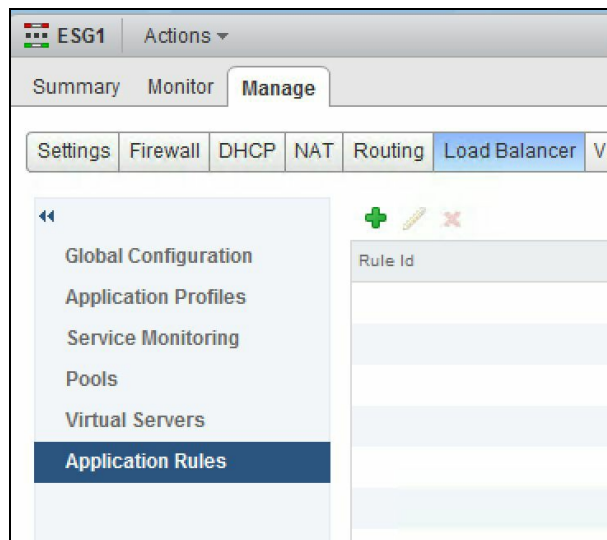 ESG1 Actions
Summary Monitor Manage
Settings Firewall DHCP NAT Routing Load Balancer V
Global Configuration
Rule Id
Application Profiles
Service Monitoring
Pools
Virtual Servers
Application Rules